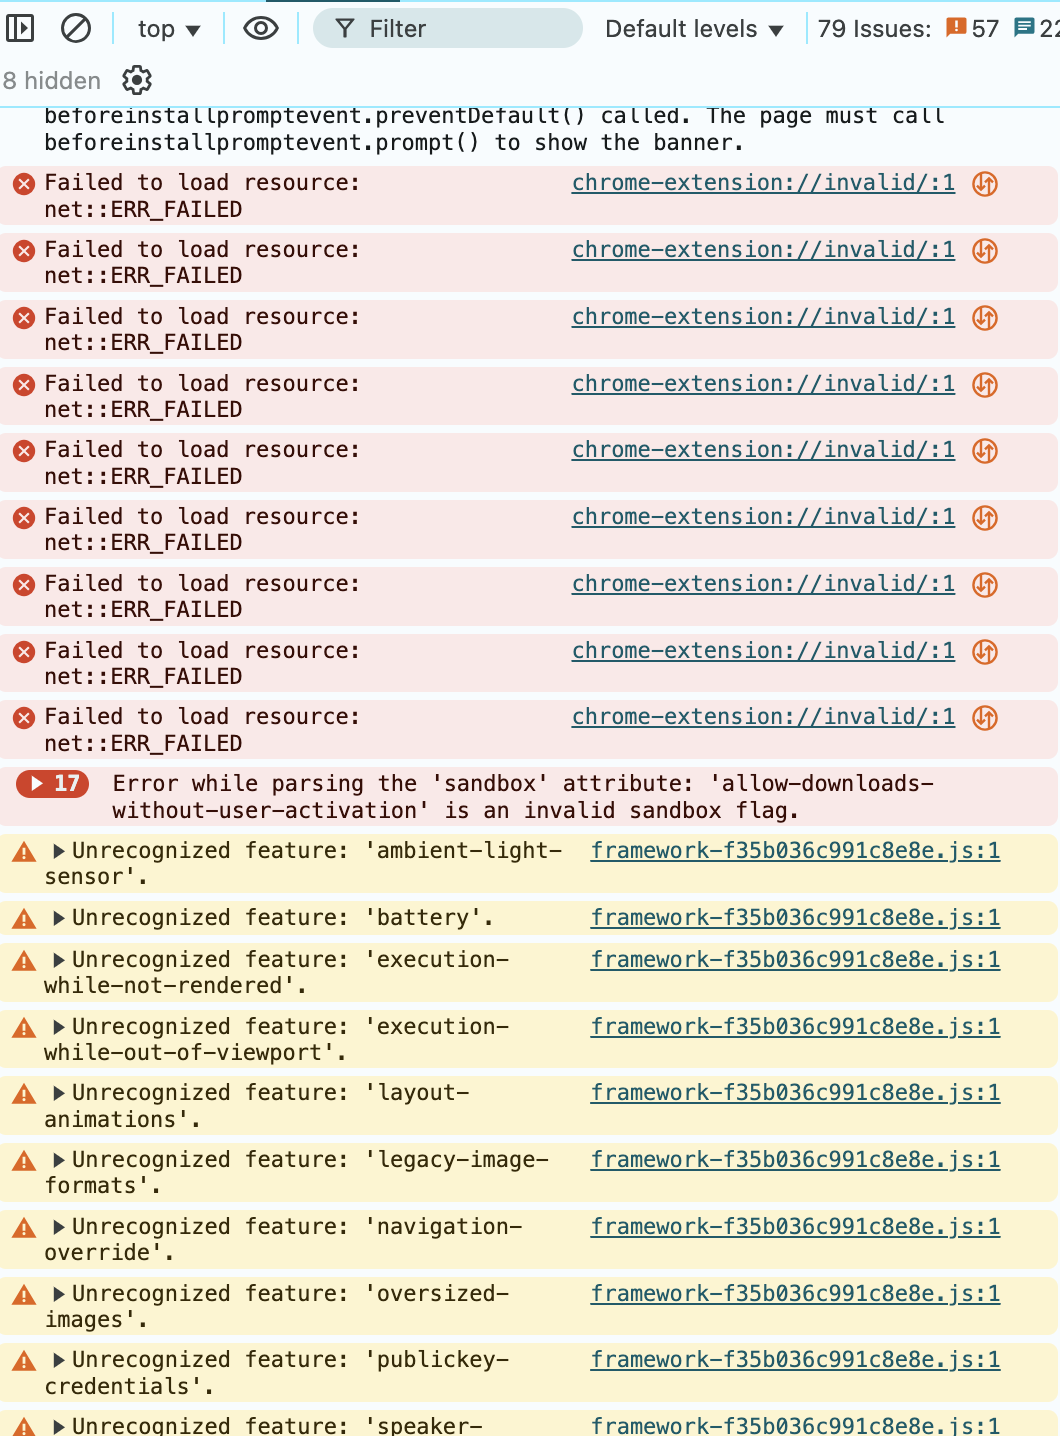 top ▼ Filter Default levels ▼ 79 Issues: 57
8 hidden
beforeinstallpromptevent.preventDefault() called. The page must call
beforeinstallpromptevent.prompt() to show the banner.
Failed to load resource: chrome-extension://invalid/:1
net::ERR_FAILED
Failed to load resource: chrome-extension://invalid/:1
net::ERR_FAILED
Failed to load resource: chrome-extension://invalid/:1
net::ERR_FAILED
Failed to load resource: chrome-extension://invalid/:1
net::ERR_FAILED
Failed to load resource: chrome-extension://invalid/:1
net::ERR_FAILED
Failed to load resource: chrome-extension://invalid/:1
net::ERR_FAILED
Failed to load resource: chrome-extension://invalid/:1
net::ERR_FAILED
Failed to load resource: chrome-extension://invalid/:1
net::ERR_FAILED
Failed to load resource: chrome-extension://invalid/:1
net::ERR_FAILED
17 Error while parsing the 'sandbox' attribute: 'allow-downloads-
without-user-activation' is an invalid sandbox flag.
Unrecognized feature: 'ambient-light- framework-f35b036c991c8e8e.js:1
sensor'.
Unrecognized feature: 'battery'. framework-f35b036c991c8e8e.js:1
Unrecognized feature: 'execution- framework-f35b036c991c8e8e.js:1
while-not-rendered'.
Unrecognized feature: 'execution- framework-f35b036c991c8e8e.js:1
while-out-of-viewport'.
Unrecognized feature: 'layout- framework-f35b036c991c8e8e.js:1
animations'.
Unrecognized feature: 'legacy-image- framework-f35b036c991c8e8e.js:1
formats'.
Unrecognized feature: 'navigation- framework-f35b036c991c8e8e.js:1
override'.
Unrecognized feature: 'oversized- framework-f35b036c991c8e8e.js:1
images'.
Unrecognized feature: 'publickey- framework-f35b036c991c8e8e.js:1
credentials'.
Unrecognized feature: 'speaker- framework-f35b036c991c8e8e.js:1